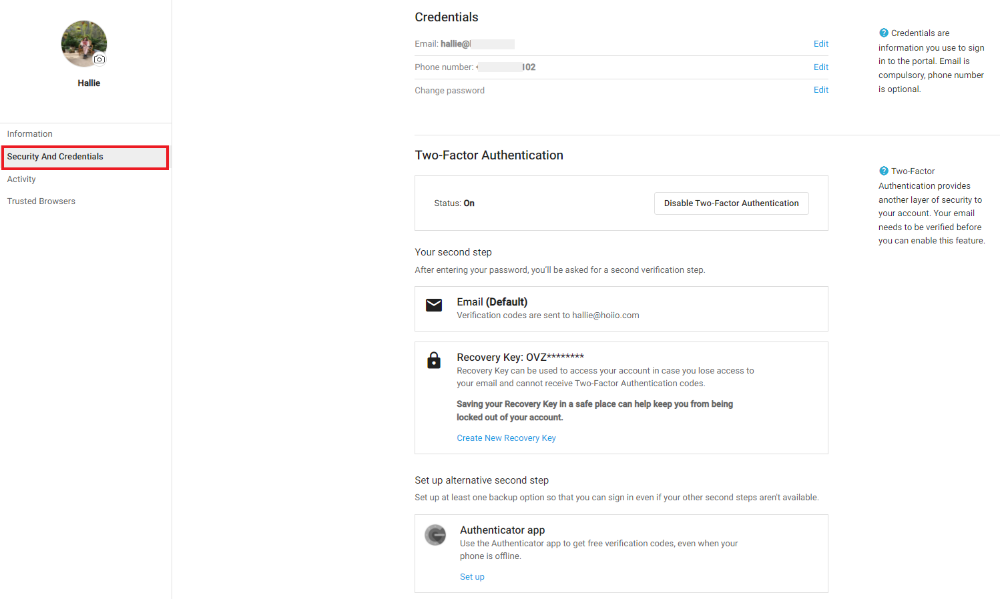 Hallie
Information
Security And Credentials
Activity
Trusted Browsers
Credentials
Email: hallie@
Edit
Phone number: 102
Edit
Change password
Edit
Credentials are
information you use to sign
in to the portal. Email is
compulsory, phone number
is optional.
Two-Factor Authentication
Status: On
Disable Two-Factor Authentication
Two-Factor
Authentication provides
another layer of security to
your account. Your email
needs to be verified before
you can enable this feature.
Your second step
After entering your password, you'll be asked for a second verification step.
Email (Default)
Verification codes are sent to hallie@hoiio.com
Recovery Key: OVZ********
Recovery Key can be used to access your account in case you lose access to
your email and cannot receive Two-Factor Authentication codes.
Saving your Recovery Key in a safe place can help keep you from being
locked out of your account.
Create New Recovery Key
Set up alternative second step
Set up at least one backup option so that you can sign in even if your other second steps aren't available.
Authenticator app
Use the Authenticator app to get free verification codes, even when your
phone is offline.
Set up